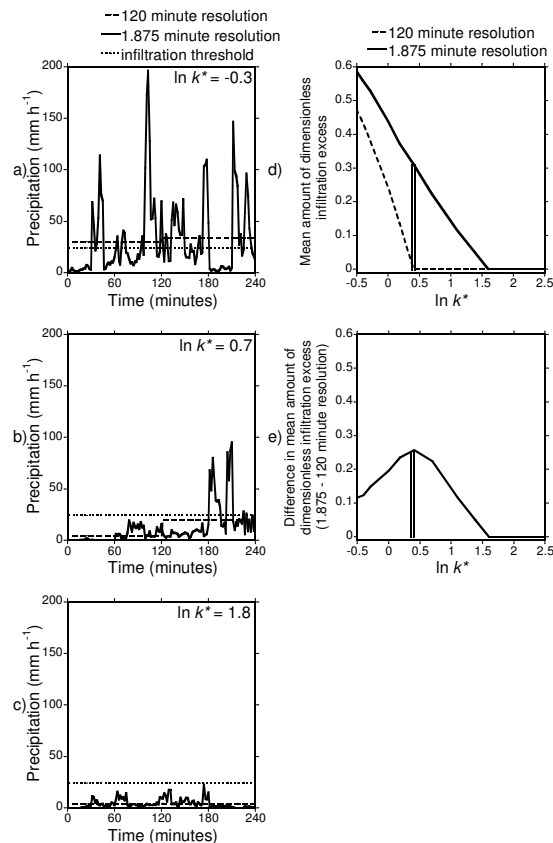 120 minute resolution
1.875 minute resolution
infiltration threshold
a)
Precipitation (mm h-1)
200
150
100
50
0
ln k* = -0.3
0 60 120 180 240
Time (minutes)
b)
Precipitation (mm h-1)
200
150
100
50
0
ln k* = 0.7
0 60 120 180 240
Time (minutes)
c)
Precipitation (mm h-1)
200
150
100
50
0
ln k* = 1.8
0 60 120 180 240
Time (minutes)
120 minute resolution
1.875 minute resolution
d)
Mean amount of dimensionless
infiltration excess
0.6
0.5
0.4
0.3
0.2
0.1
0
-0.5 0 0.5 1 1.5 2 2.5
ln k*
e)
Difference in mean amount of
dimensionless infiltration excess
(1.875 - 120 minute resolution)
0.6
0.5
0.4
0.3
0.2
0.1
0
-0.5 0 0.5 1 1.5 2 2.5
ln k*